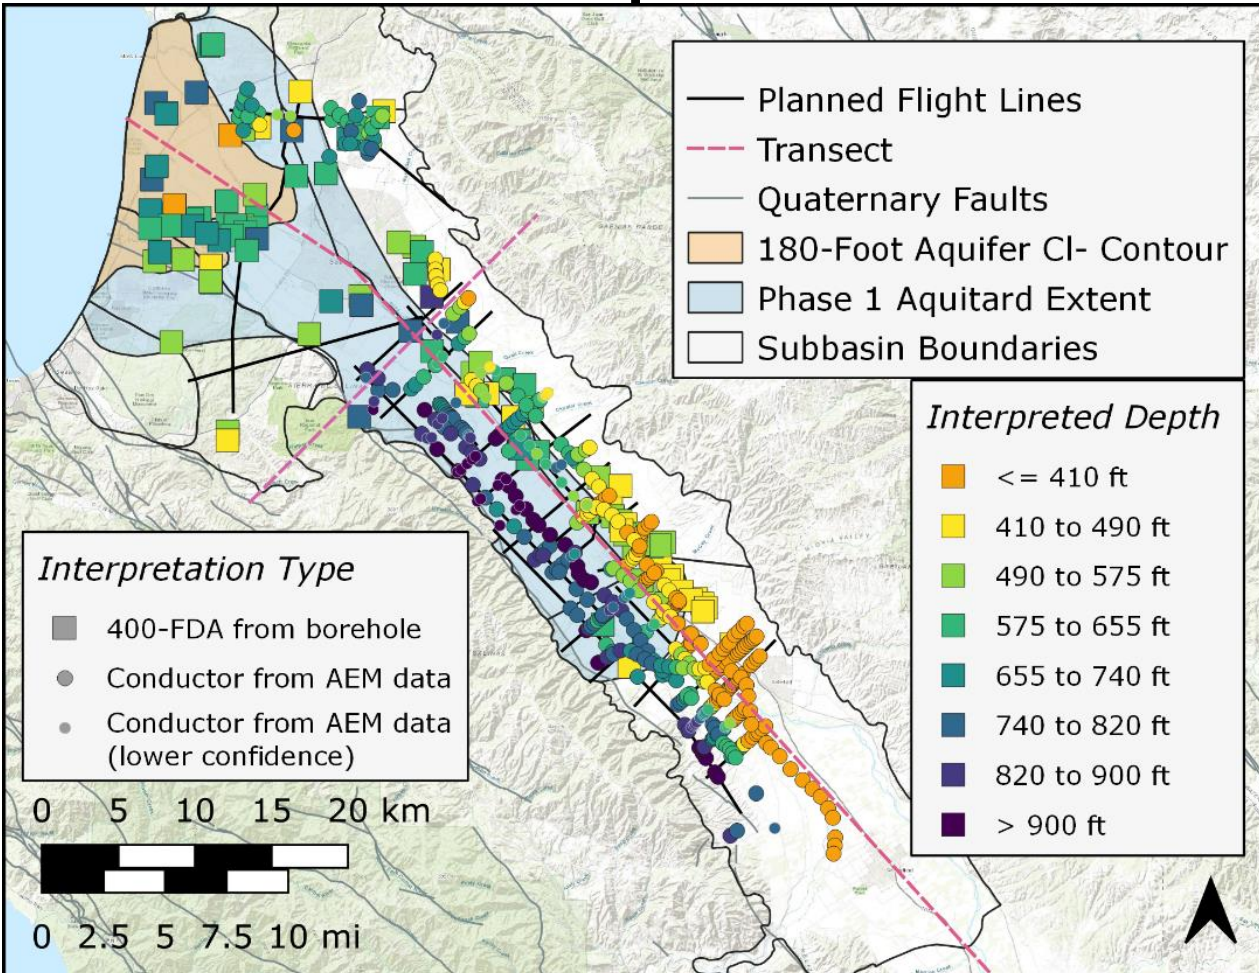 Planned Flight Lines
Transect
Quaternary Faults
180-Foot Aquifer Cl- Contour
Phase 1 Aquitard Extent
Subbasin Boundaries
Interpreted Depth
<= 410 ft
410 to 490 ft
490 to 575 ft
575 to 655 ft
655 to 740 ft
740 to 820 ft
820 to 900 ft
> 900 ft
Interpretation Type
400-FDA from borehole
Conductor from AEM data
Conductor from AEM data
(lower confidence)
0 5 10 15 20 km
0 2.5 5 7.5 10 mi